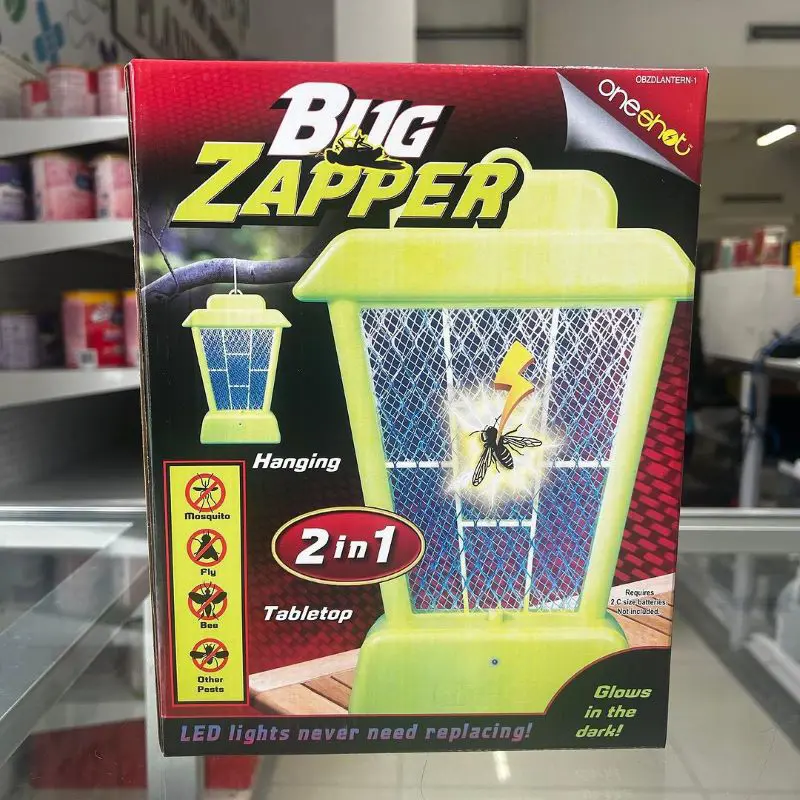 OBZDLANTERN-1
oneshot
BUG
ZAPPER
Hanging
2 in 1
Tabletop
Mosquito
Fly
Bee
Other
Pests
Requires
2 C size batteries
Not included.
Glows
in the
dark!
LED lights never need replacing!